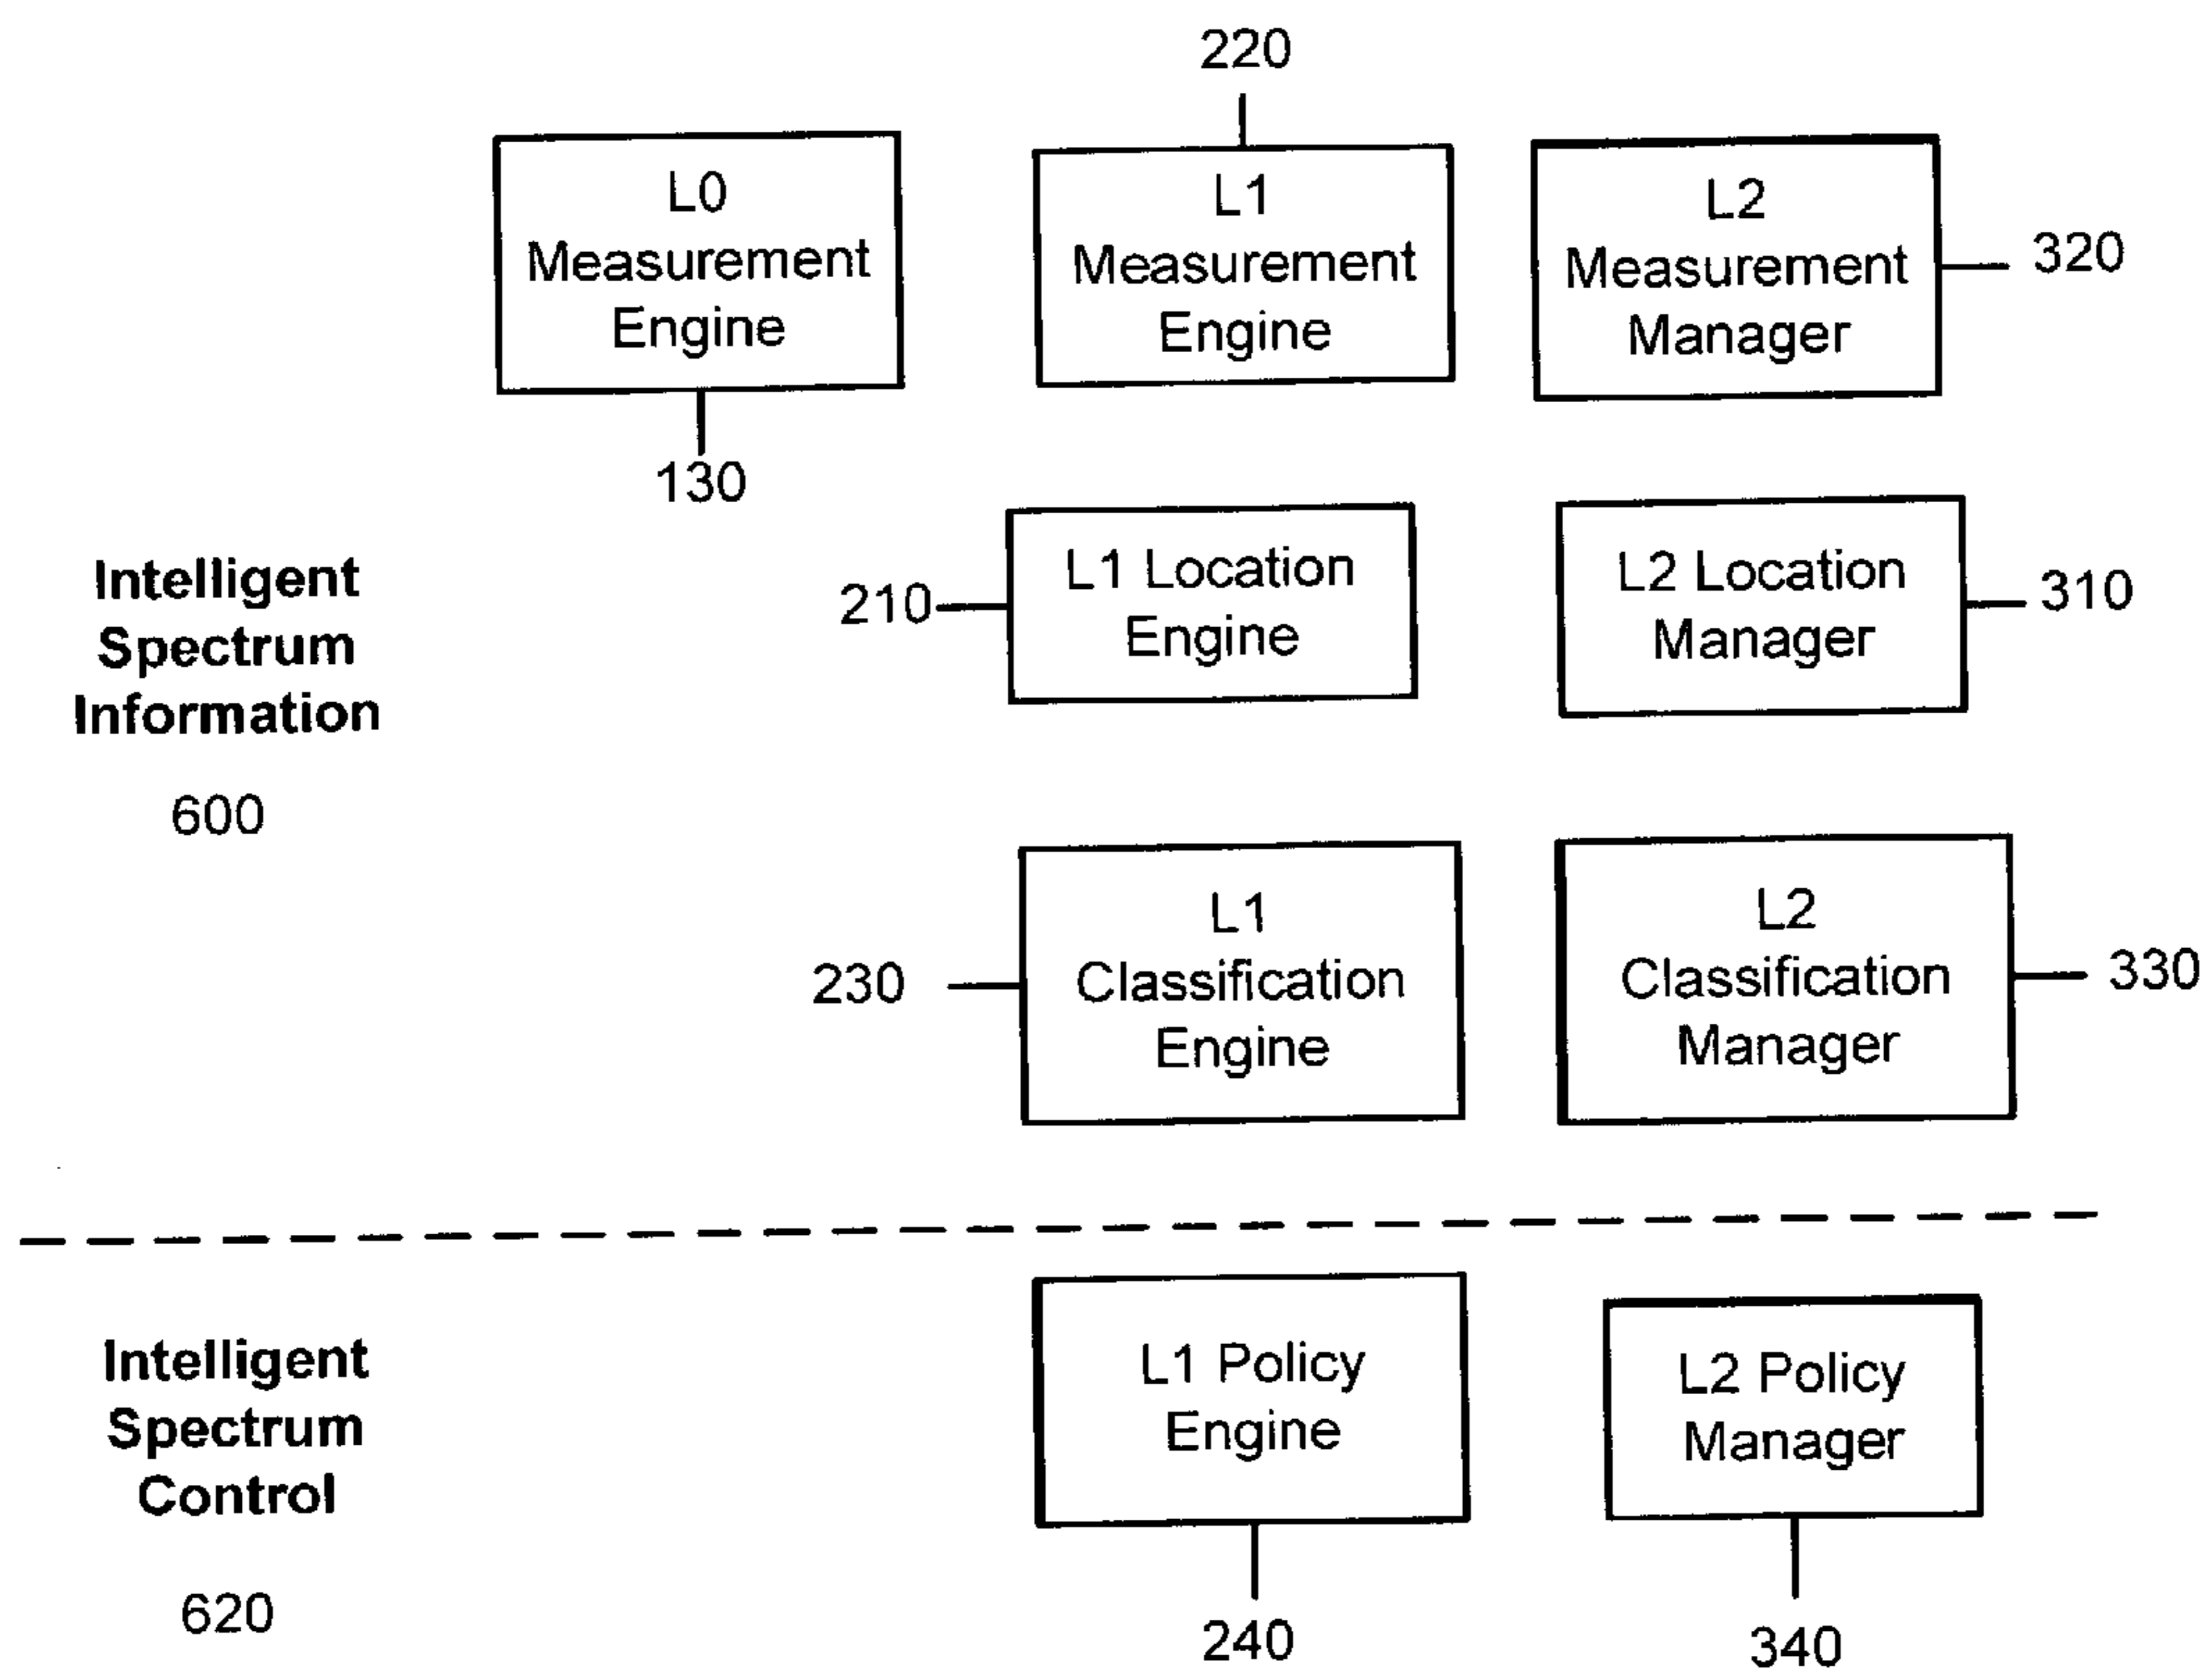 220
L0
Measurement
Engine
130
L1
Measurement
Engine
L2
Measurement
Manager
320
Intelligent
Spectrum
Information
600
210
L1 Location
Engine
L2 Location
Manager
310
230
L1
Classification
Engine
L2
Classification
Manager
330
Intelligent
Spectrum
Control
620
L1 Policy
Engine
240
L2 Policy
Manager
340